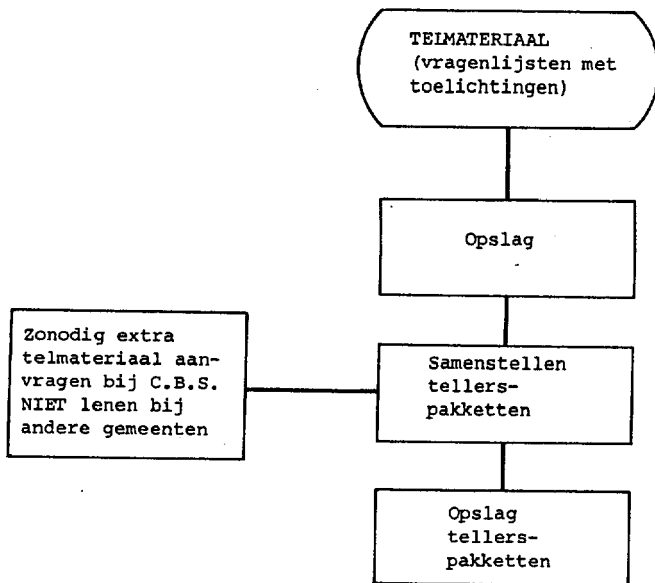 TELMATERIAAL
(vragenlijsten met
toelichtingen)
Opslag
Zonodig extra
telmateriaal aan-
vragen bij C.B.S.
NIET lenen bij
andere gemeenten
Samenstellen
tellers-
pakketten
Opslag
tellers-
pakketten